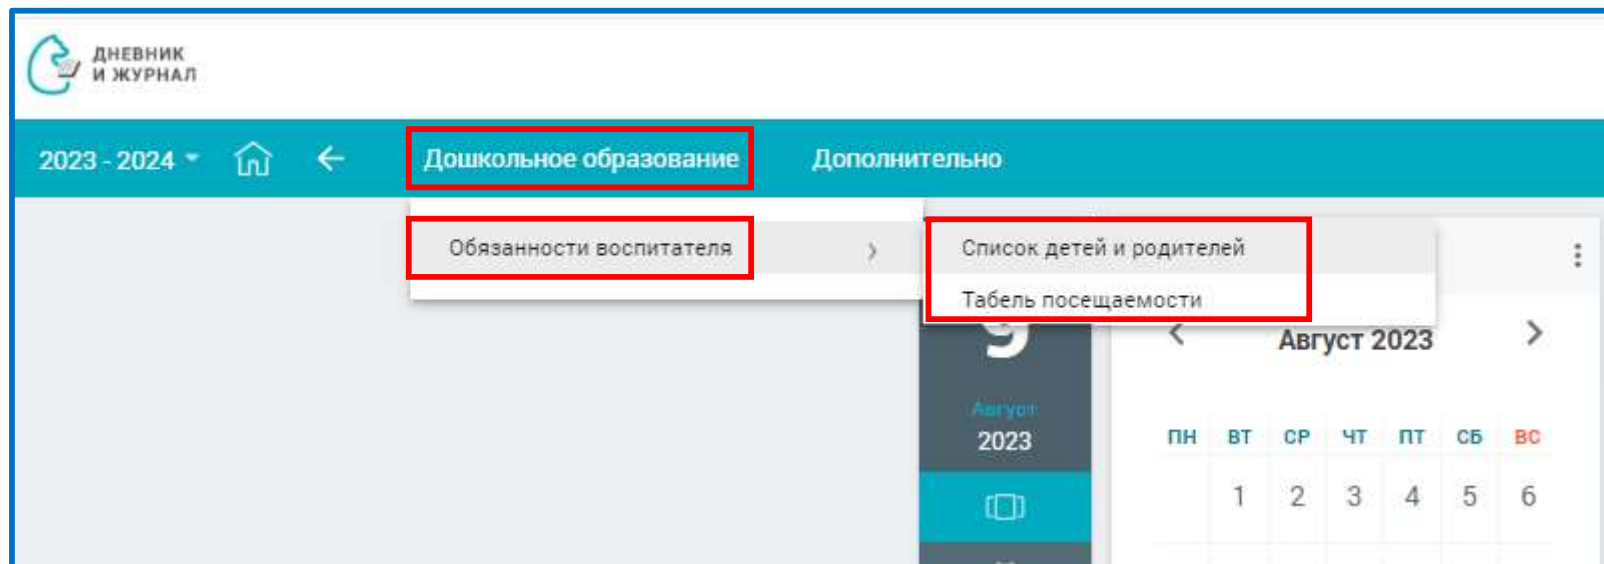 ДНЕВНИК
И ЖУРНАЛ
2023 - 2024
Дошкольное образование
Дополнительно
Обязанности воспитателя
Список детей и родителей
Табель посещаемости
9
Август
2023
Август 2023
ПН ВТ СР ЧТ ПТ СБ ВС
1 2 3 4 5 6